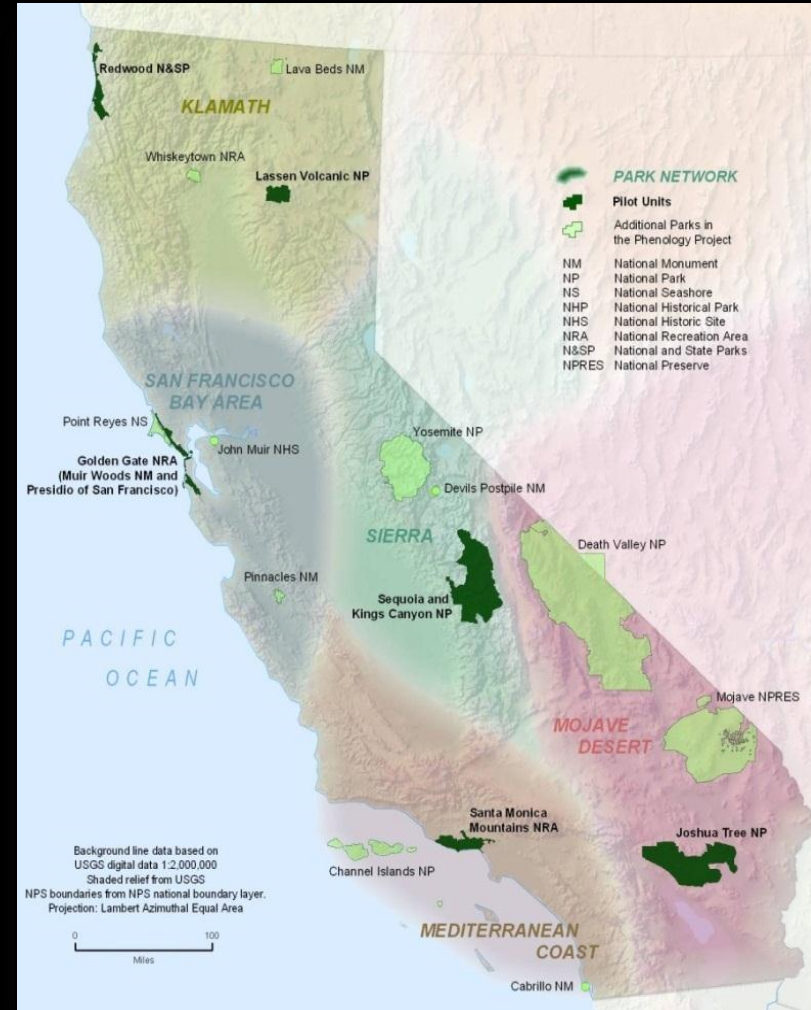 Redwood N&SP
Lava Beds NM
KLAMATH
Whiskeytown NRA
Lassen Volcanic NP
PARK NETWORK
Pilot Units
Additional Parks in
the Phenology Project
NM National Monument
NP National Park
NS National Seashore
NHP National Historical Park
NHS National Historic Site
NRA National Recreation Area
N&SP National and State Parks
NPRES National Preserve
SAN FRANCISCO
BAY AREA
Point Reyes NS
John Muir NHS
Golden Gate NRA
(Muir Woods NM and
Presidio of San Francisco)
Yosemite NP
Devils Postpile NM
SIERRA
Death Valley NP
Pinnacles NM
Sequoia and
Kings Canyon NP
PACIFIC
OCEAN
Mojave NPRES
MOJAVE
DESERT
Santa Monica
Mountains NRA
Joshua Tree NP
Channel Islands NP
Background line data based on
USGS digital data 1:2,000,000
Shaded relief from USGS
NPS boundaries from NPS national boundary layer.
Projection: Lambert Azimuthal Equal Area
0 100
Miles
MEDITERRANEAN
COAST
Cabrillo NM